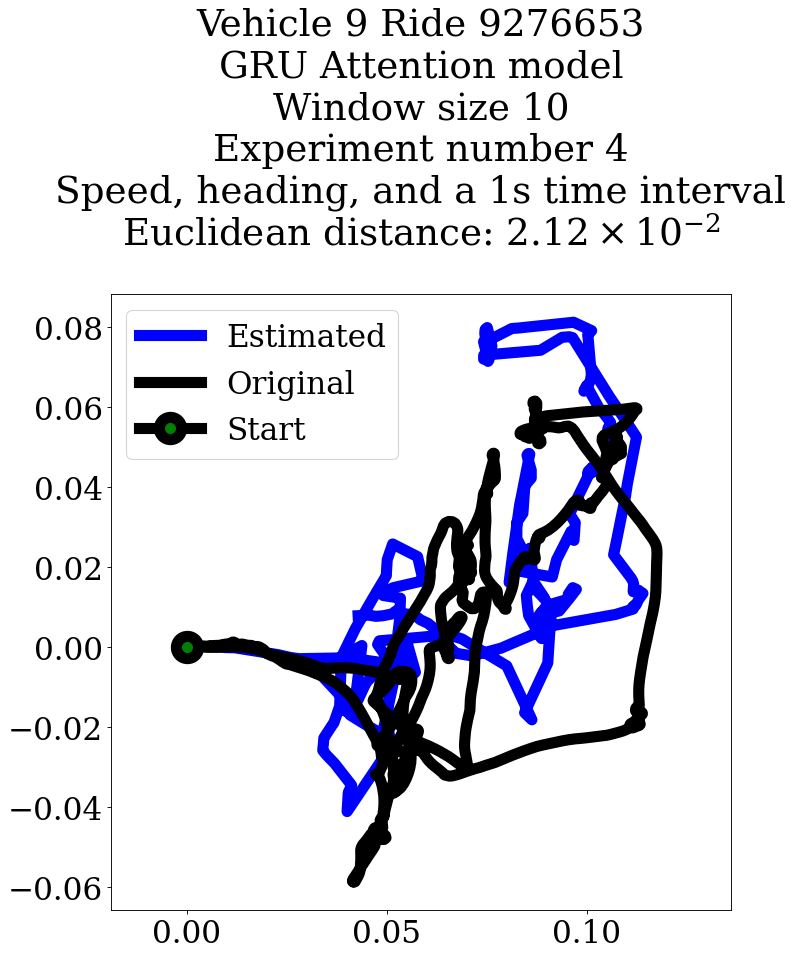 Vehicle 9 Ride 9276653
GRU Attention model
Window size 10
Experiment number 4
Speed, heading, and a 1s time interval
Euclidean distance: 2.12 × 10⁻²
Estimated
Original
Start
0.08
0.06
0.04
0.02
0.00
−0.02
−0.04
−0.06
0.00 0.05 0.10